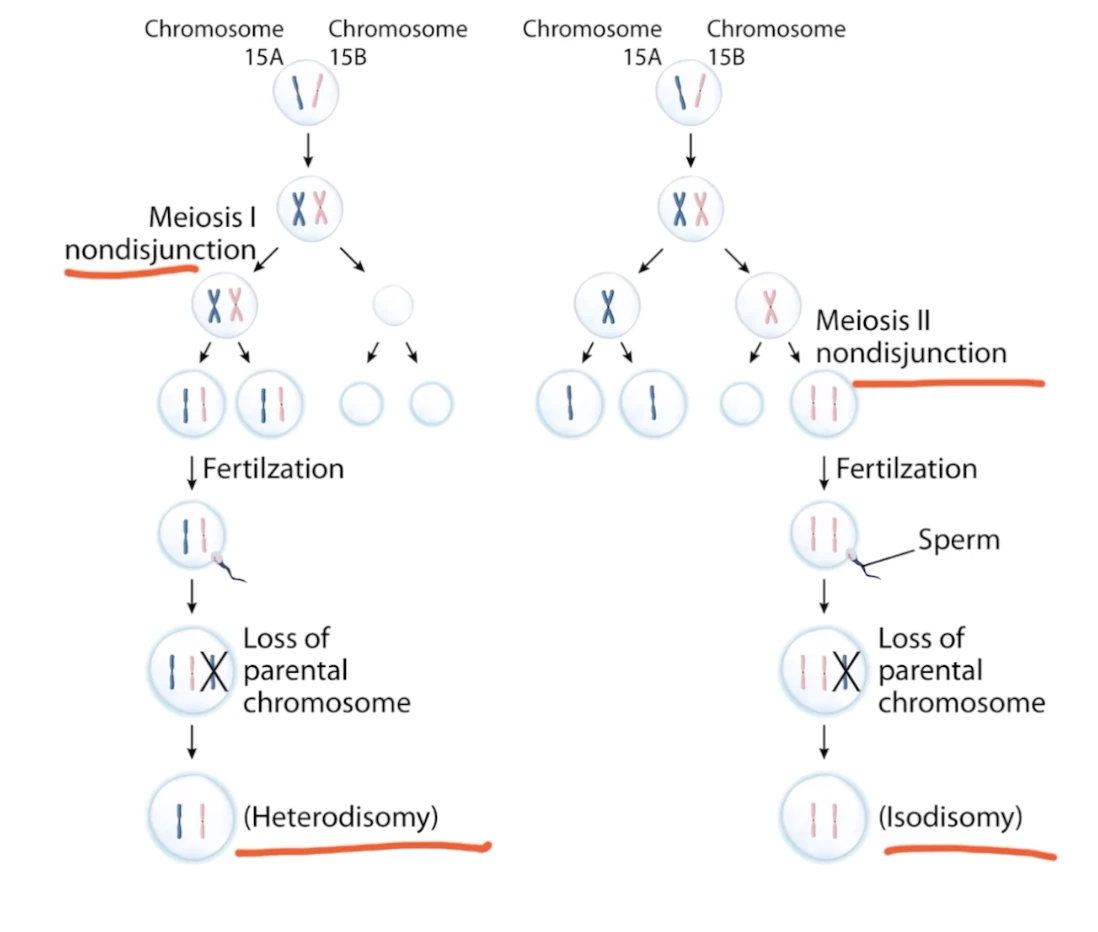 Chromosome
15A
Chromosome
15B
Meiosis I
nondisjunction
Fertilzation
Loss of
parental
chromosome
(Heterodisomy)
Chromosome
15A
Chromosome
15B
Meiosis II
nondisjunction
Fertilzation
Sperm
Loss of
parental
chromosome
(Isodisomy)